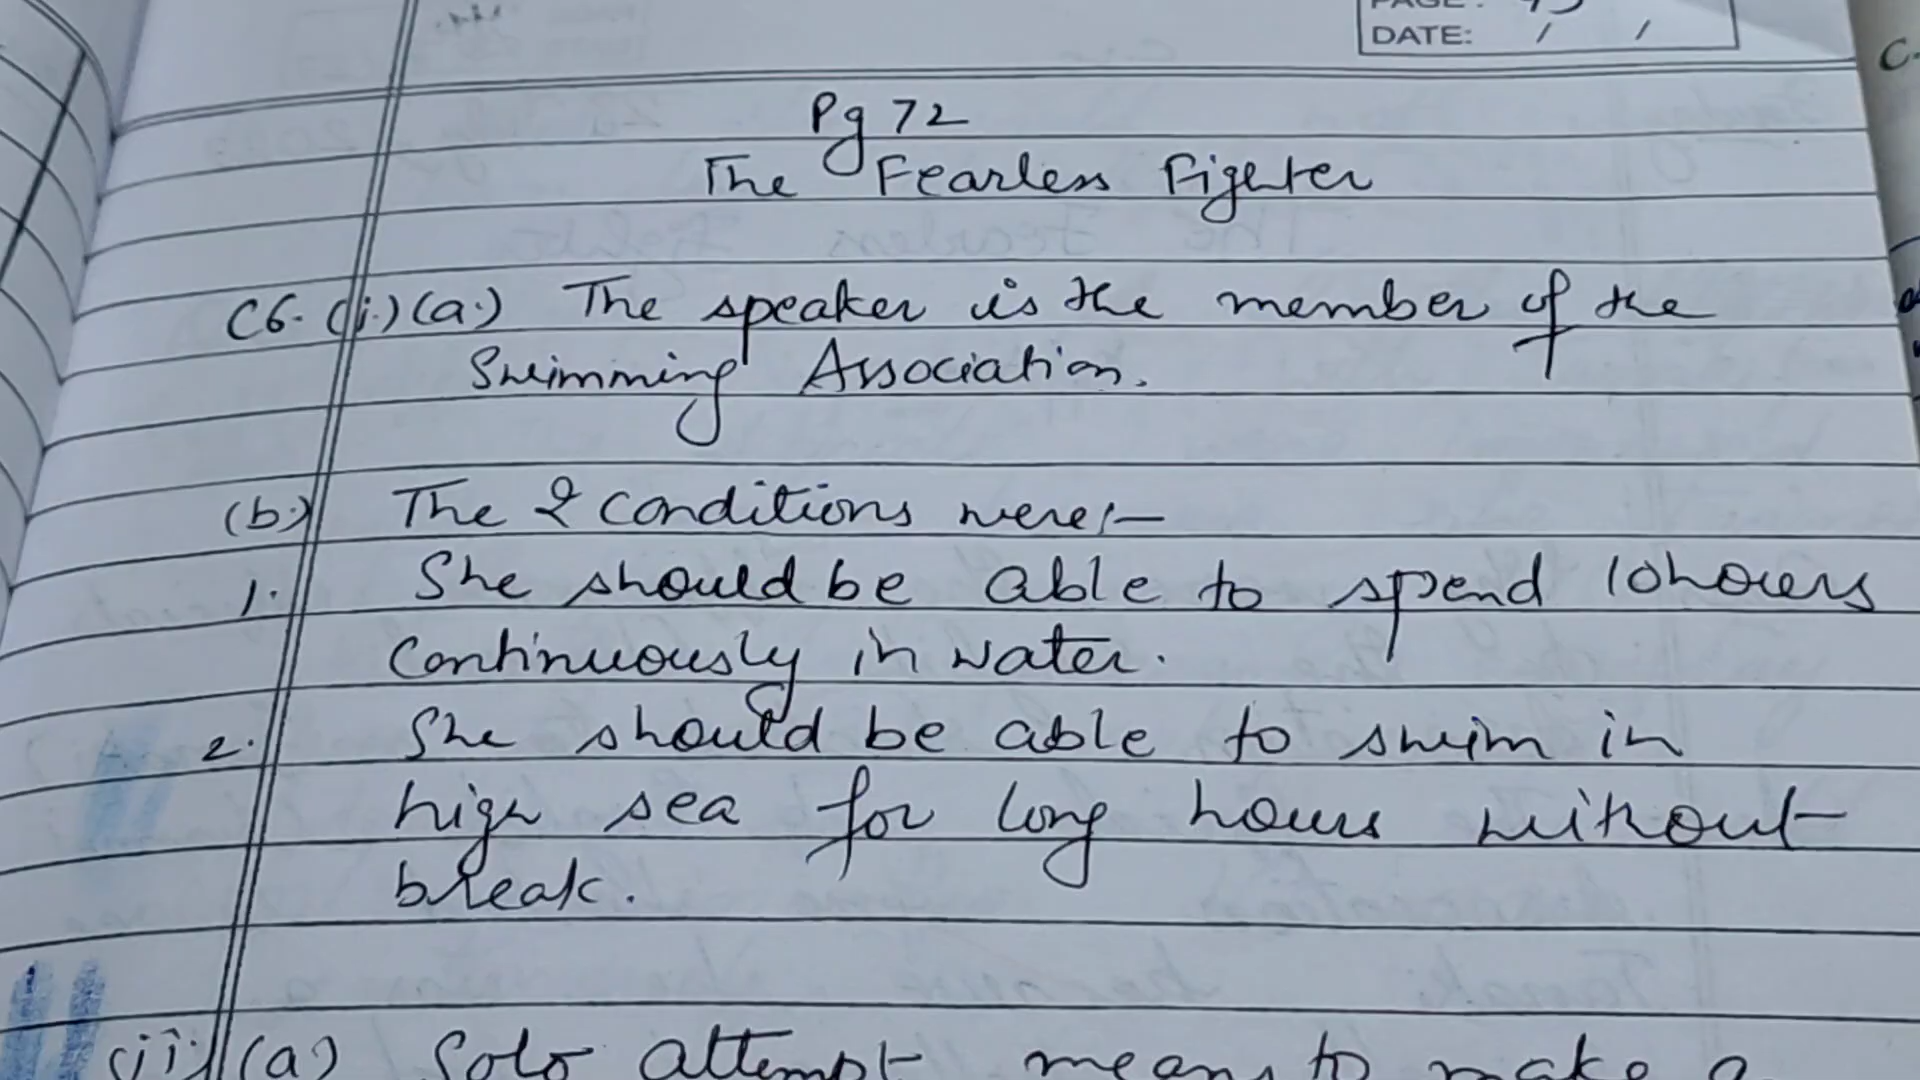 PAGE:
DATE: / /
Pg 72
The Fearless Fighter
C6. (i.) (a.) The speaker is the member of the
Swimming Association.
(b.) The 2 conditions were:-
1. She should be able to spend 10 hours
continuously in water.
2. She should be able to swim in
high sea for long hours without
break.
(ii) (a) Solo attempt means to make a